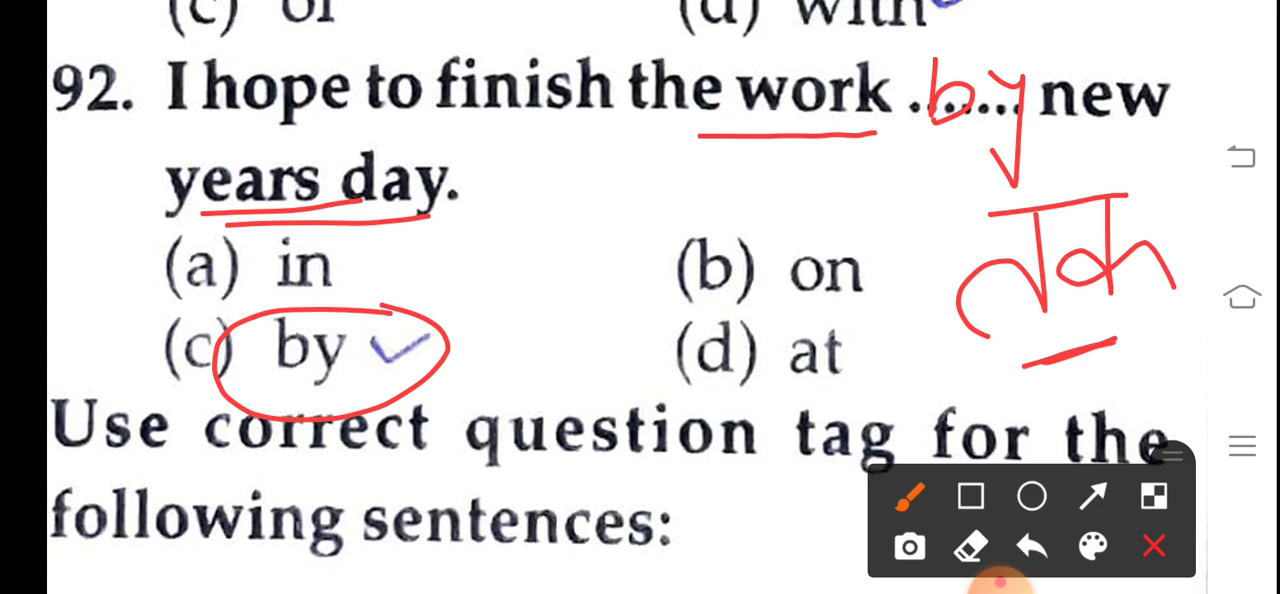 (c) of (d) with
92. I hope to finish the work ........ by new
years day.
तक
(a) in (b) on
(c) by (d) at
Use correct question tag for the
following sentences: